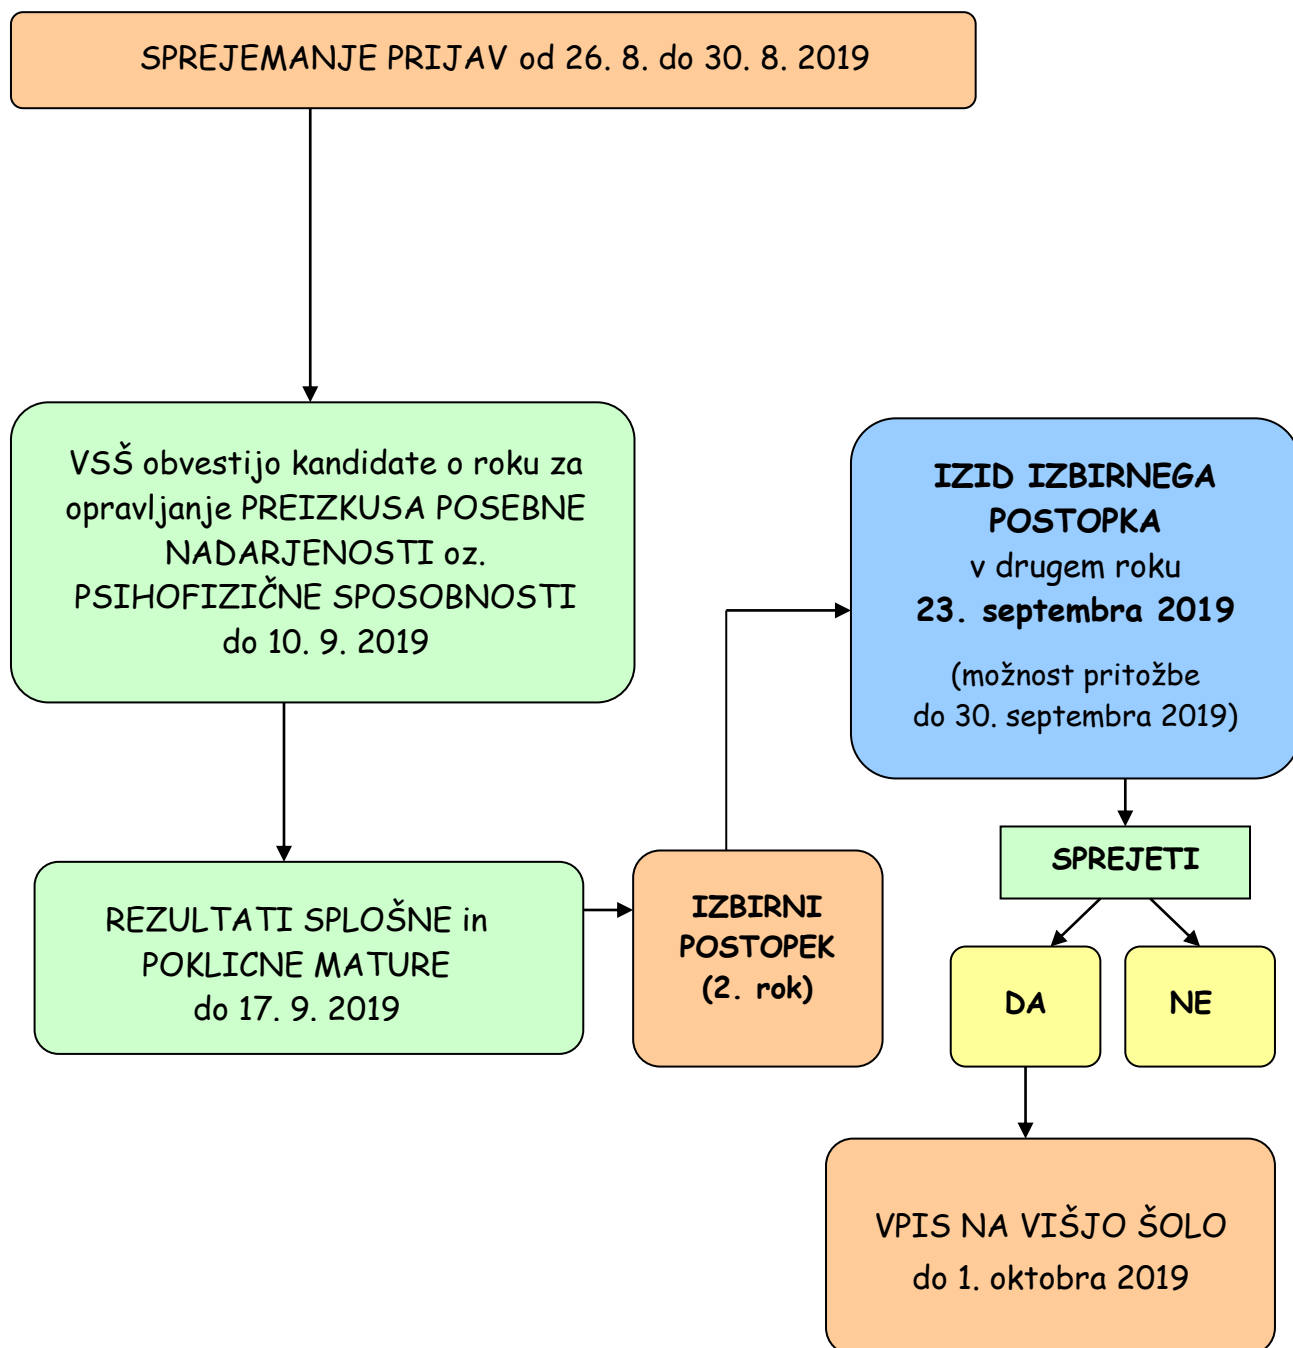 SPREJEMANJE PRIJAV od 26. 8. do 30. 8. 2019
VSŠ obvestijo kandidate o roku za
opravljanje PREIZKUSA POSEBNE
NADARJENOSTI oz.
PSIHOFIZIČNE SPOSOBNOSTI
do 10. 9. 2019
REZULTATI SPLOŠNE in
POKLICNE MATURE
do 17. 9. 2019
IZBIRNI
POSTOPEK
(2. rok)
IZID IZBIRNEGA
POSTOPKA
v drugem roku
23. septembra 2019
(možnost pritožbe
do 30. septembra 2019)
SPREJETI
DA
NE
VPIS NA VIŠJO ŠOLO
do 1. oktobra 2019